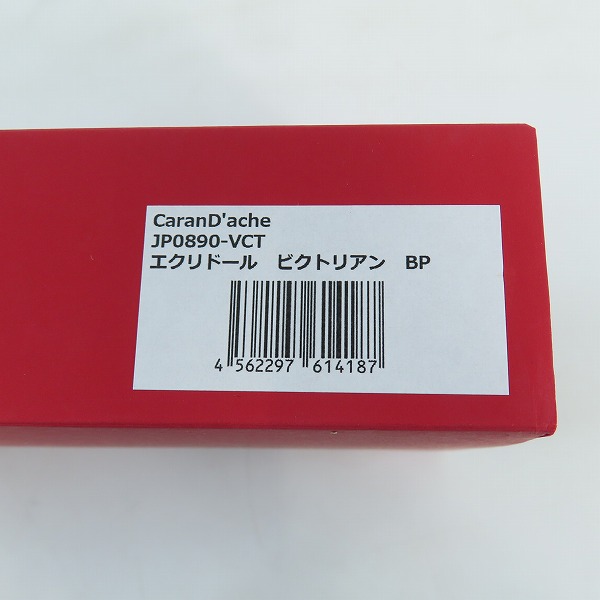 CaranD'ache
JP0890-VCT
エクリドール　ビクトリアン　BP
4 562297 614187